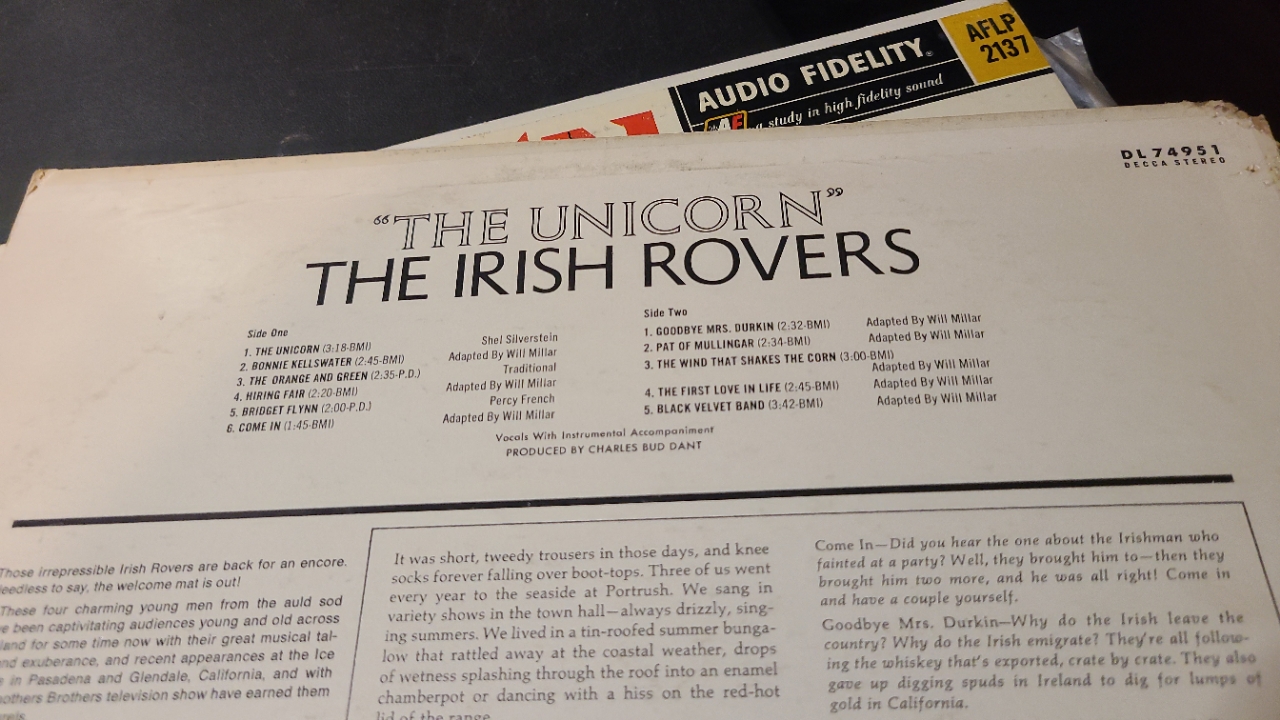 AUDIO FIDELITY
AFLP
2137
AF
a study in high fidelity sound
DL74951
DECCA STEREO
“THE UNICORN”
THE IRISH ROVERS
Side One
1. THE UNICORN (3:18-BMI) Shel Silverstein
2. BONNIE KELLSWATER (2:45-BMI) Adapted By Will Millar
3. THE ORANGE AND GREEN (2:35-P.D.) Traditional
4. HIRING FAIR (2:20-BMI) Adapted By Will Millar
5. BRIDGET FLYNN (2:00-P.D.) Percy French
6. COME IN (1:45-BMI) Adapted By Will Millar
Side Two
1. GOODBYE MRS. DURKIN (2:32-BMI) Adapted By Will Millar
2. PAT OF MULLINGAR (2:34-BMI) Adapted By Will Millar
3. THE WIND THAT SHAKES THE CORN (3:00-BMI)
Adapted By Will Millar
4. THE FIRST LOVE IN LIFE (2:45-BMI) Adapted By Will Millar
5. BLACK VELVET BAND (3:42-BMI) Adapted By Will Millar
Vocals With Instrumental Accompaniment
PRODUCED BY CHARLES BUD DANT
Those irrepressible Irish Rovers are back for an encore.
eedless to say, the welcome mat is out!
These four charming young men from the auld sod
e been captivitating audiences young and old across
land for some time now with their great musical tal-
nd exuberance, and recent appearances at the Ice
e in Pasadena and Glendale, California, and with
mothers Brothers television show have earned them
It was short, tweedy trousers in those days, and knee
socks forever falling over boot-tops. Three of us went
every year to the seaside at Portrush. We sang in
variety shows in the town hall—always drizzly, sing-
ing summers. We lived in a tin-roofed summer bunga-
low that rattled away at the coastal weather, drops
of wetness splashing through the roof into an enamel
chamberpot or dancing with a hiss on the red-hot
lid of the range.
Come In—Did you hear the one about the Irishman who
fainted at a party? Well, they brought him to—then they
brought him two more, and he was all right! Come in
and have a couple yourself.
Goodbye Mrs. Durkin—Why do the Irish leave the
country? Why do the Irish emigrate? They're all follow-
ing the whiskey that's exported, crate by crate. They also
gave up digging spuds in Ireland to dig for lumps of
gold in California.